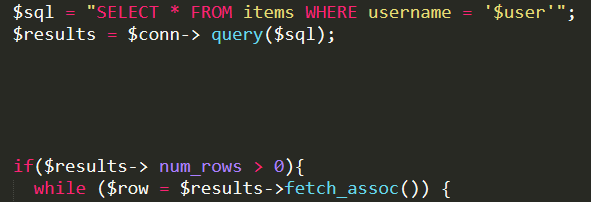 $sql = "SELECT * FROM items WHERE username = '$user'";
$results = $conn-> query($sql);
if($results-> num_rows > 0){
while ($row = $results->fetch_assoc()) {